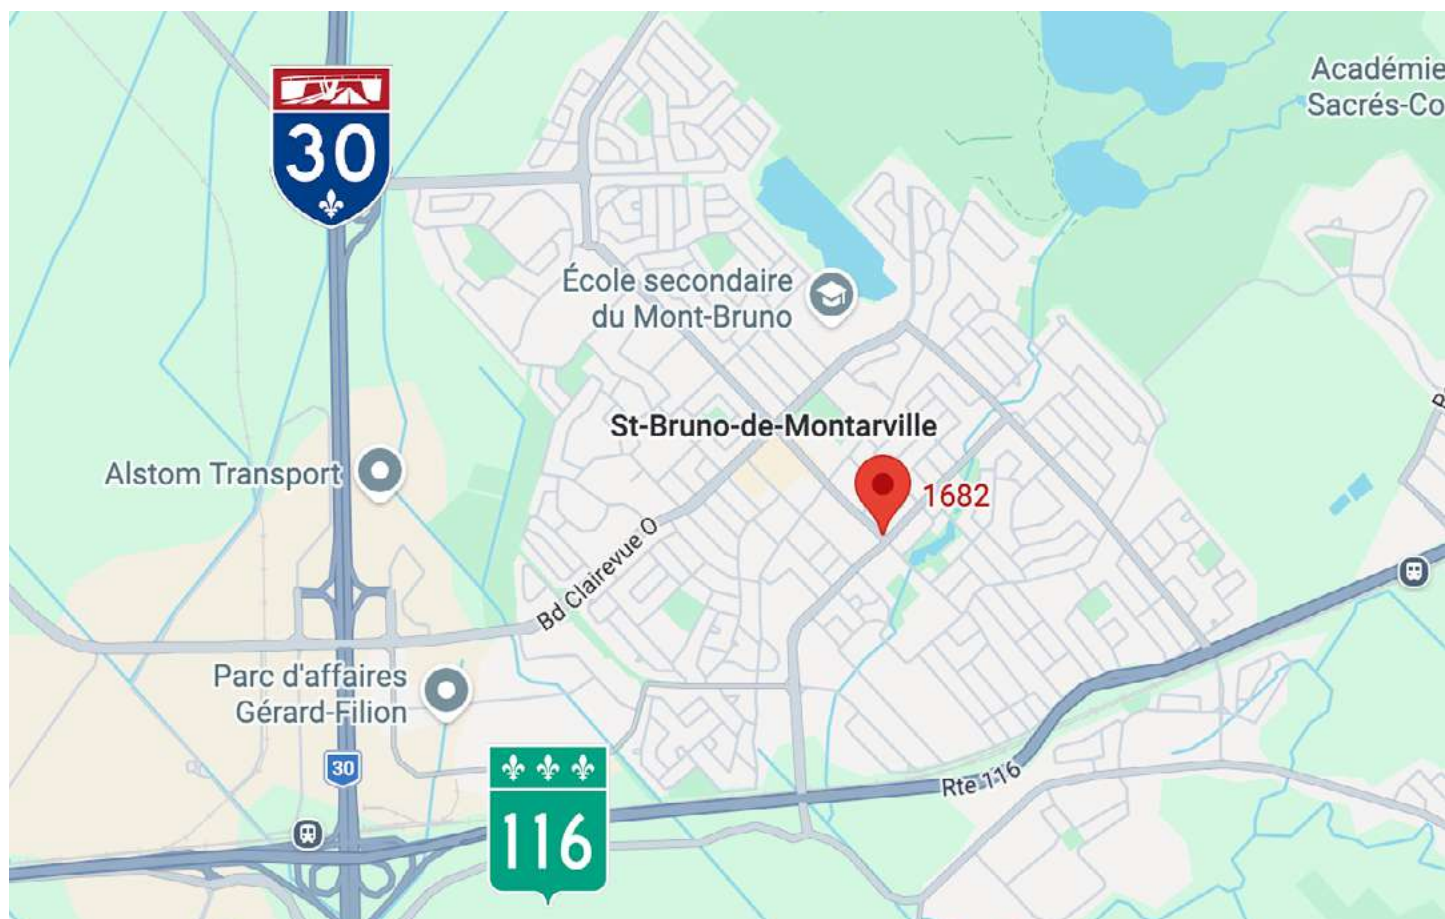 Académie
Sacrés-Co
30
École secondaire
du Mont-Bruno
St-Bruno-de-Montarville
Alstom Transport
1682
Bd Clairevue O
Parc d'affaires
Gérard-Filion
30
Rte 116
116